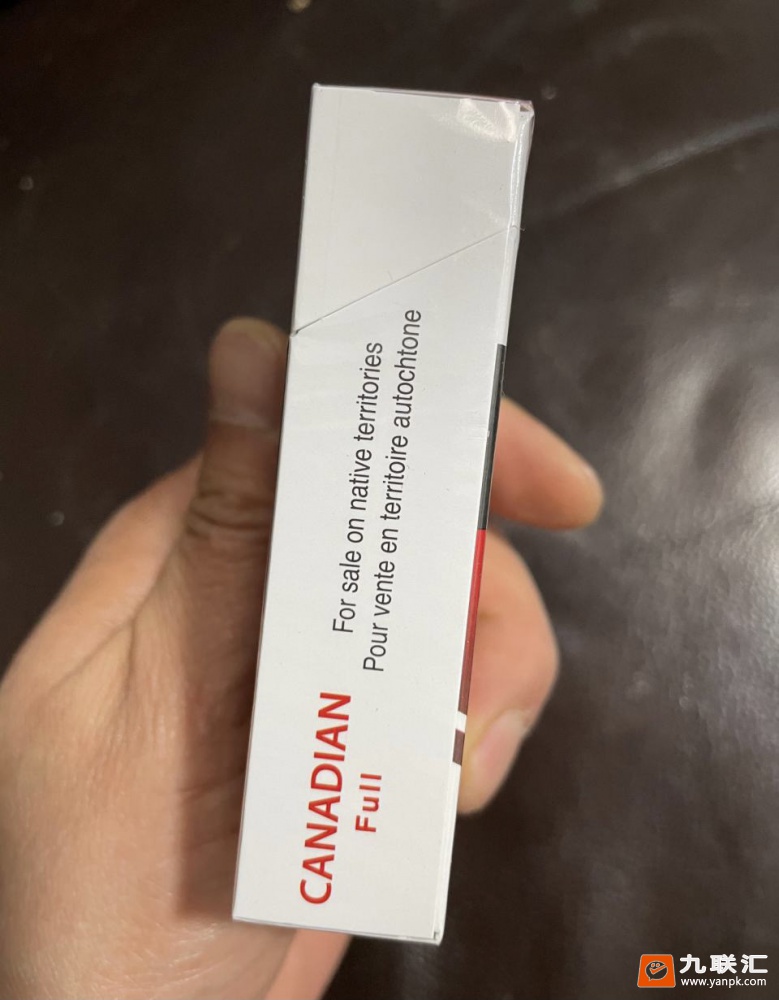 For sale on native territories
Pour vente en territoire autochtone
CANADIAN
Full
九联汇
www.yanpk.com